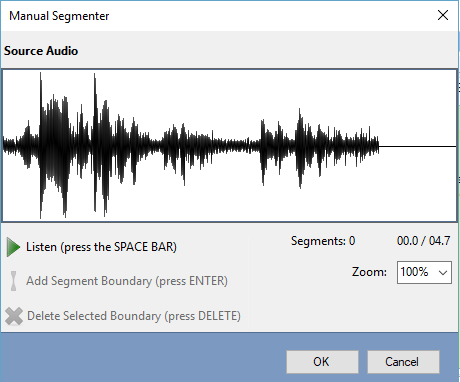 Manual Segmenter
Source Audio
Listen (press the SPACE BAR)
Segments: 0
00.0 / 04.7
Add Segment Boundary (press ENTER)
Zoom: 100%
Delete Selected Boundary (press DELETE)
OK
Cancel